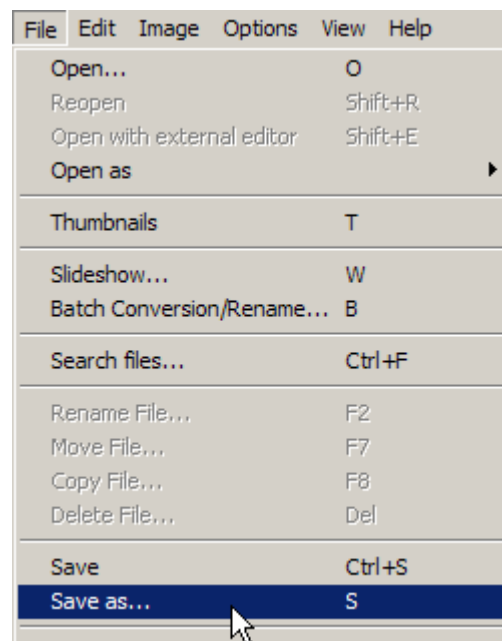 File Edit Image Options View Help
Open... O
Reopen Shift+R
Open with external editor Shift+E
Open as
Thumbnails T
Slideshow... W
Batch Conversion/Rename... B
Search files... Ctrl+F
Rename File... F2
Move File... F7
Copy File... F8
Delete File... Del
Save Ctrl+S
Save as... S